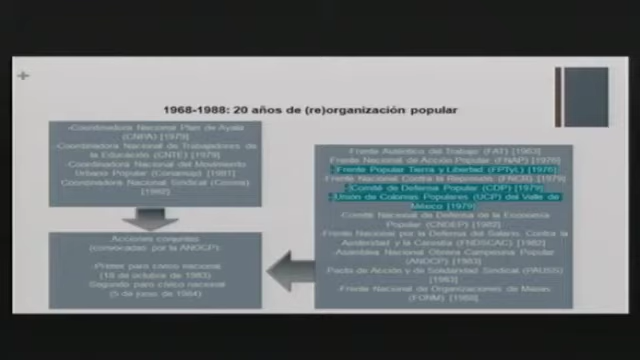 1968-1988: 20 años de (re)organización popular
-Coordinadora Nacional Plan de Ayala
(CNPA) [1979]
-Coordinadora Nacional de Trabajadores de
la Educación (CNTE) [1979]
-Coordinadora Nacional del Movimiento
Urbano Popular (Conamup) [1981]
Coordinadora Nacional Sindical (Cosina)
[1982]
Acciones conjuntas
(convocadas por la ANOCP)
-Primer paro cívico nacional
(18 de octubre de 1983)
Segundo paro cívico nacional
(5 de junio de 1984)
Frente Auténtico del Trabajo (FAT) [1963]
Frente Nacional de Acción Popular (FNAP) [1976]
-Frente Popular Tierra y Libertad (FPTyL) [1976]
-Frente Nacional Contra la Represión (FNCR) [1979]
-Comité de Defensa Popular (CDP) [1979]
-Unión de Colonias Populares (UCP) del Valle de
México [1979]
-Comité Nacional de Defensa de la Economía
Popular (CNDEP) [1982]
-Frente Nacional por la Defensa del Salario, Contra la
Austeridad y la Carestía (FNDSCAC) [1982]
-Asamblea Nacional Obrera Campesina Popular
(ANOCP) [1983]
Pacto de Acción y de Solidaridad Sindical (PAUSS)
[1983]
-Frente Nacional de Organizaciones de Masas
(FONM) [1988]